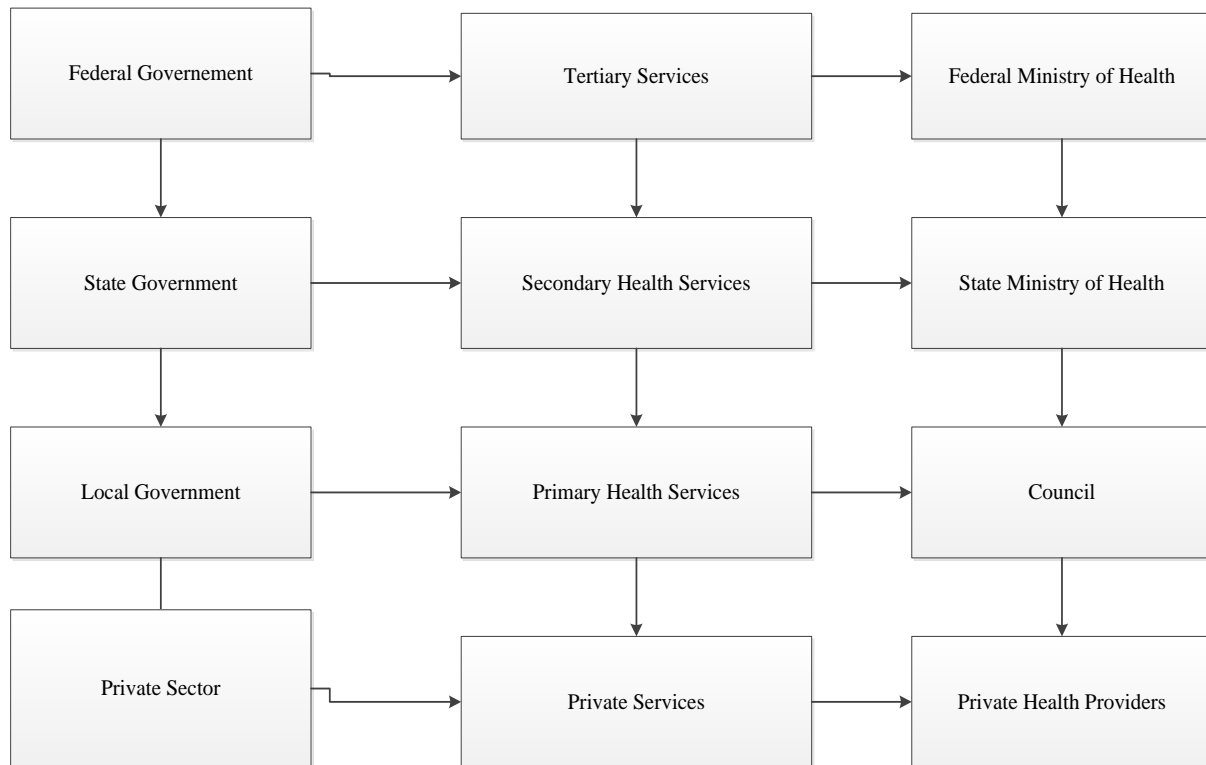 Federal Governement
Tertiary Services
Federal Ministry of Health
State Government
Secondary Health Services
State Ministry of Health
Local Government
Primary Health Services
Council
Private Sector
Private Services
Private Health Providers